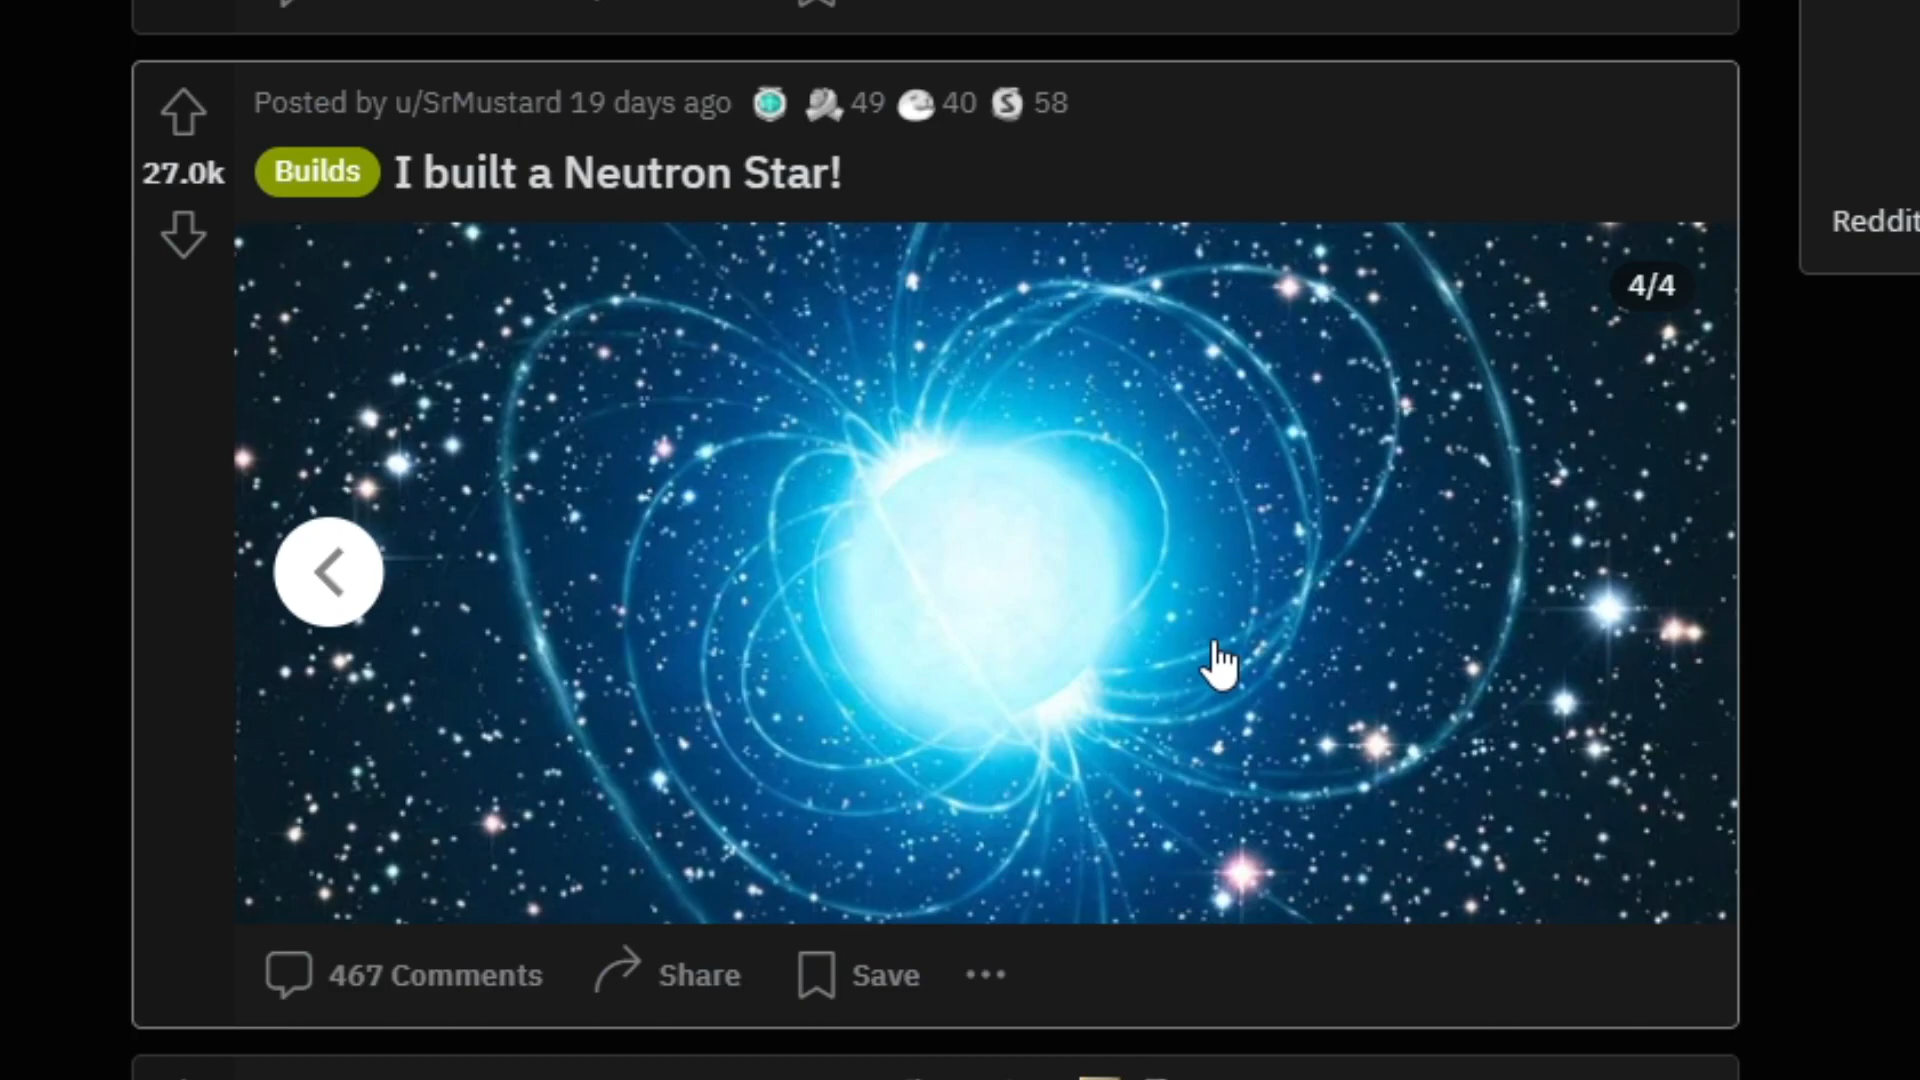 Posted by u/SrMustard 19 days ago 49 40 58
27.0k
Builds I built a Neutron Star!
Reddit
4/4
467 Comments Share Save